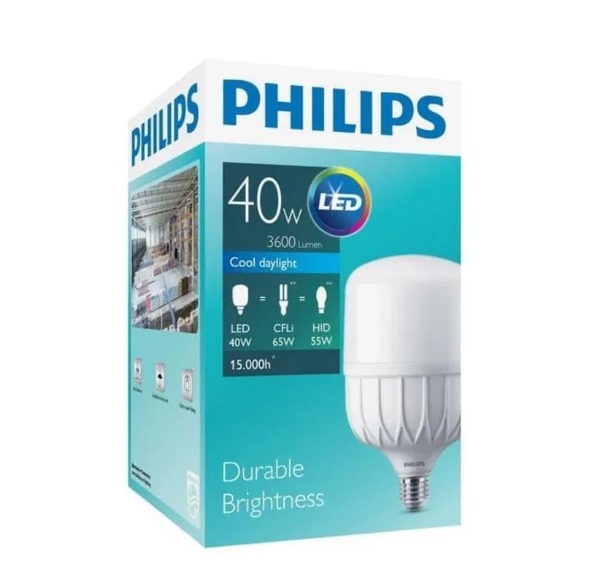 PHILIPS
PHILIPS
40w
LED
3600 Lumen
Cool daylight
= **
= **
LED CFLi HID
40W 65W 55W
15.000h*
PHILIPS
Durable
Brightness